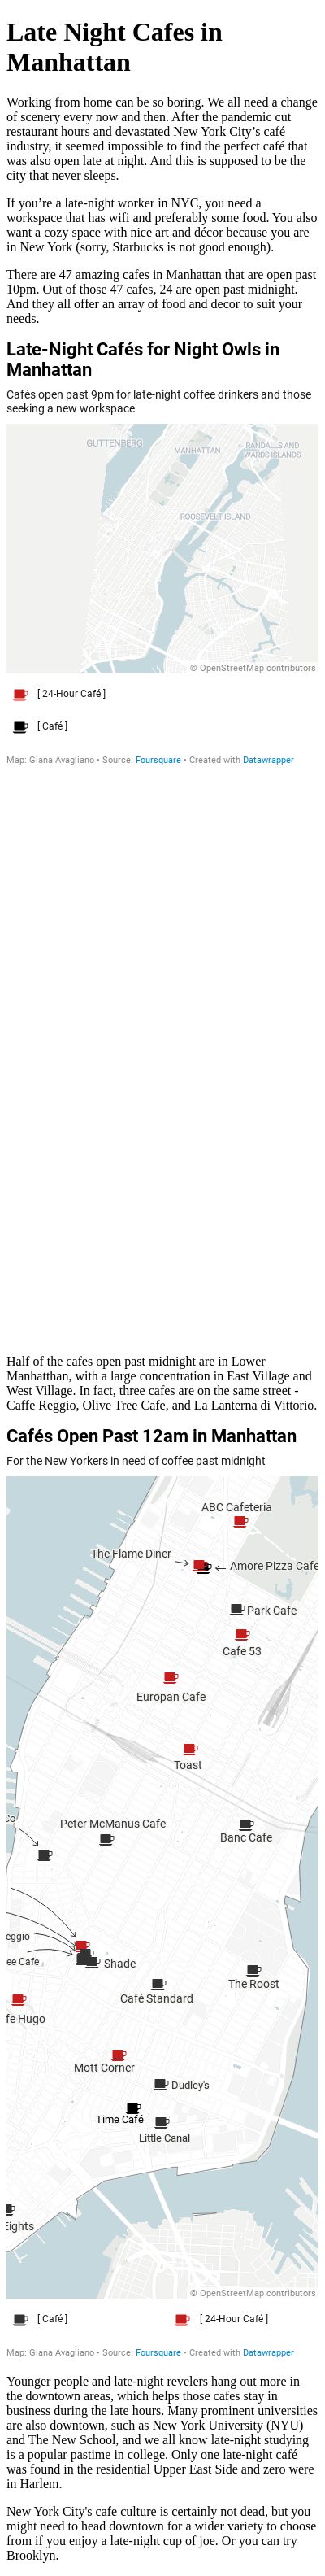 Late Night Cafes in
Manhattan
Working from home can be so boring. We all need a change
of scenery every now and then. After the pandemic cut
restaurant hours and devastated New York City’s café
industry, it seemed impossible to find the perfect café that
was also open late at night. And this is supposed to be the
city that never sleeps.
If you’re a late-night worker in NYC, you need a
workspace that has wifi and preferably some food. You also
want a cozy space with nice art and décor because you are
in New York (sorry, Starbucks is not good enough).
There are 47 amazing cafes in Manhattan that are open past
10pm. Out of those 47 cafes, 24 are open past midnight.
And they all offer an array of food and decor to suit your
needs.
Late-Night Cafés for Night Owls in
Manhattan
Cafés open past 9pm for late-night coffee drinkers and those
seeking a new workspace
GUTTENBERG
RANDALLS AND
WARDS ISLANDS
MANHATTAN
ROOSEVELT ISLAND
© OpenStreetMap contributors
[ 24-Hour Café ]
[ Café ]
Map: Giana Avagliano • Source: Foursquare • Created with Datawrapper
Half of the cafes open past midnight are in Lower
Manhatthan, with a large concentration in East Village and
West Village. In fact, three cafes are on the same street -
Caffe Reggio, Olive Tree Cafe, and La Lanterna di Vittorio.
Cafés Open Past 12am in Manhattan
For the New Yorkers in need of coffee past midnight
ABC Cafeteria
The Flame Diner
Amore Pizza Cafe
Park Cafe
Cafe 53
Europan Cafe
Toast
Co
Peter McManus Cafe
Banc Cafe
eggio
ee Cafe
Shade
The Roost
Café Standard
fe Hugo
Mott Corner
Dudley's
Time Café
Little Canal
Eights
© OpenStreetMap contributors
[ Café ] [ 24-Hour Café ]
Map: Giana Avagliano • Source: Foursquare • Created with Datawrapper
Younger people and late-night revelers hang out more in
the downtown areas, which helps those cafes stay in
business during the late hours. Many prominent universities
are also downtown, such as New York University (NYU)
and The New School, and we all know late-night studying
is a popular pastime in college. Only one late-night café
was found in the residential Upper East Side and zero were
in Harlem.
New York City's cafe culture is certainly not dead, but you
might need to head downtown for a wider variety to choose
from if you enjoy a late-night cup of joe. Or you can try
Brooklyn.